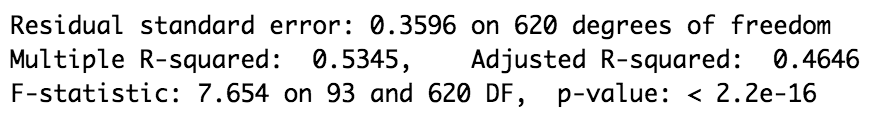 Residual standard error: 0.3596 on 620 degrees of freedom
Multiple R-squared:  0.5345,    Adjusted R-squared:  0.4646
F-statistic: 7.654 on 93 and 620 DF,  p-value: < 2.2e-16